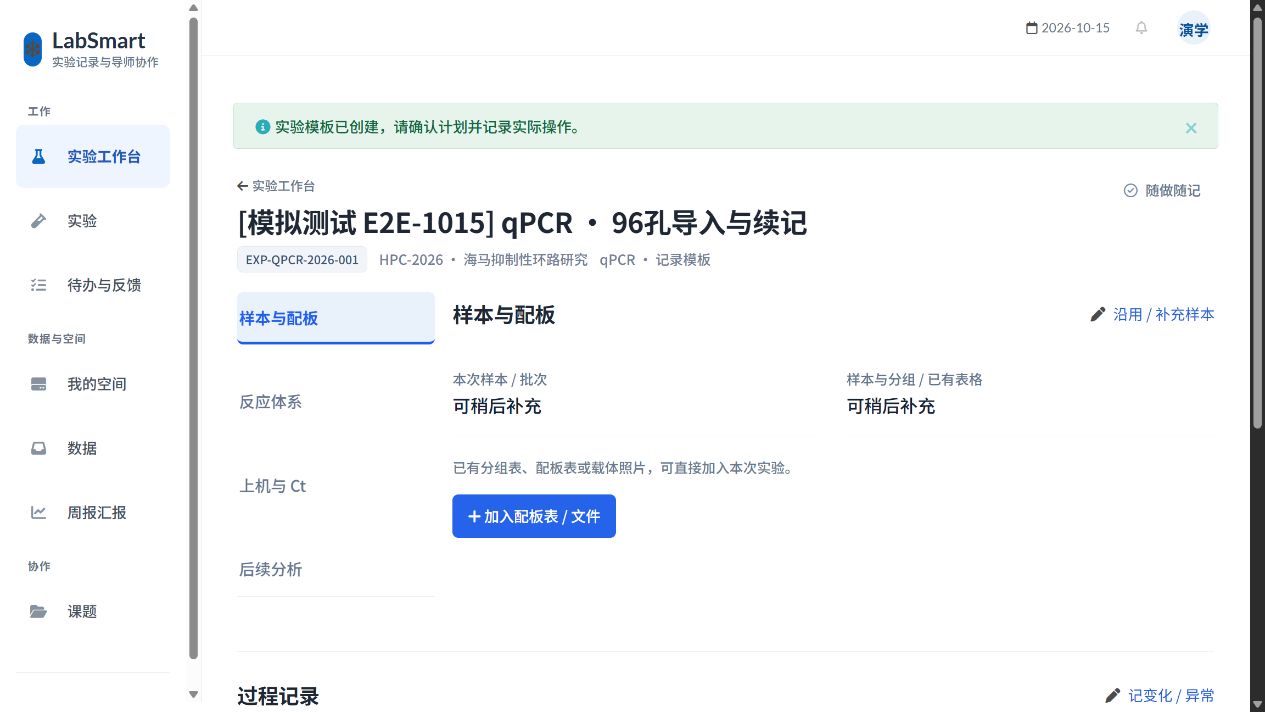 LabSmart
实验记录与导师协作
工作
实验工作台
实验
待办与反馈
数据与空间
我的空间
数据
周报汇报
协作
课题
2026-10-15
演学
实验模板已创建，请确认计划并记录实际操作。
实验工作台
随做随记
[模拟测试 E2E-1015] qPCR · 96孔导入与续记
EXP-QPCR-2026-001 HPC-2026 · 海马抑制性环路研究 qPCR · 记录模板
样本与配板
反应体系
上机与 Ct
后续分析
样本与配板
沿用 / 补充样本
本次样本 / 批次
可稍后补充
样本与分组 / 已有表格
可稍后补充
已有分组表、配板表或载体照片，可直接加入本次实验。
加入配板表 / 文件
过程记录
记变化 / 异常